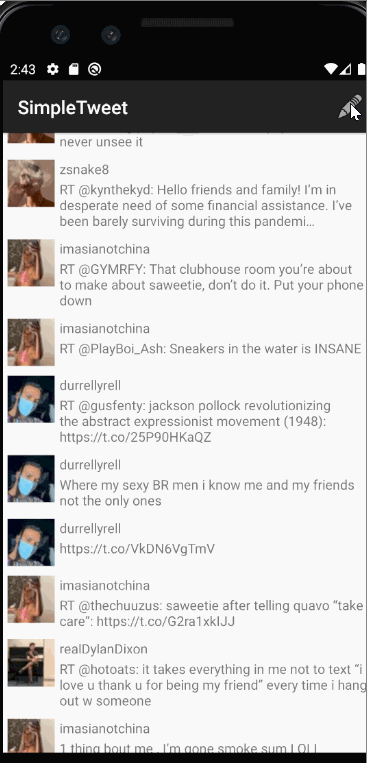 2:43
SimpleTweet
never unsee it
zsnake8
RT @kynthekyd: Hello friends and family! I'm in
desperate need of some financial assistance. I've
been barely surviving during this pandemi…
imasianotchina
RT @GYMRFY: That clubhouse room you're about
to make about saweetie, don't do it. Put your phone
down
imasianotchina
RT @PlayBoi_Ash: Sneakers in the water is INSANE
durrellyrell
RT @gusfenty: jackson pollock revolutionizing
the abstract expressionist movement (1948):
https://t.co/25P90HKaQZ
durrellyrell
Where my sexy BR men i know me and my friends
not the only ones
durrellyrell
https://t.co/VkDN6VgTmV
imasianotchina
RT @thechuuzus: saweetie after telling quavo “take
care”: https://t.co/G2ra1xkIJJ
realDylanDixon
RT @hotoats: it takes everything in me not to text “i
love u thank u for being my friend” every time i hang
out w someone
imasianotchina
1 thing bout me , I'm gone smoke sum LOLL